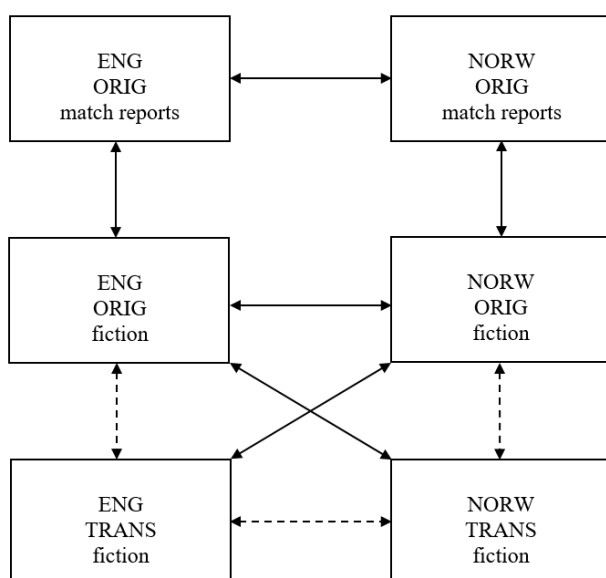 ENG
ORIG
match reports
NORW
ORIG
match reports
ENG
ORIG
fiction
NORW
ORIG
fiction
ENG
TRANS
fiction
NORW
TRANS
fiction